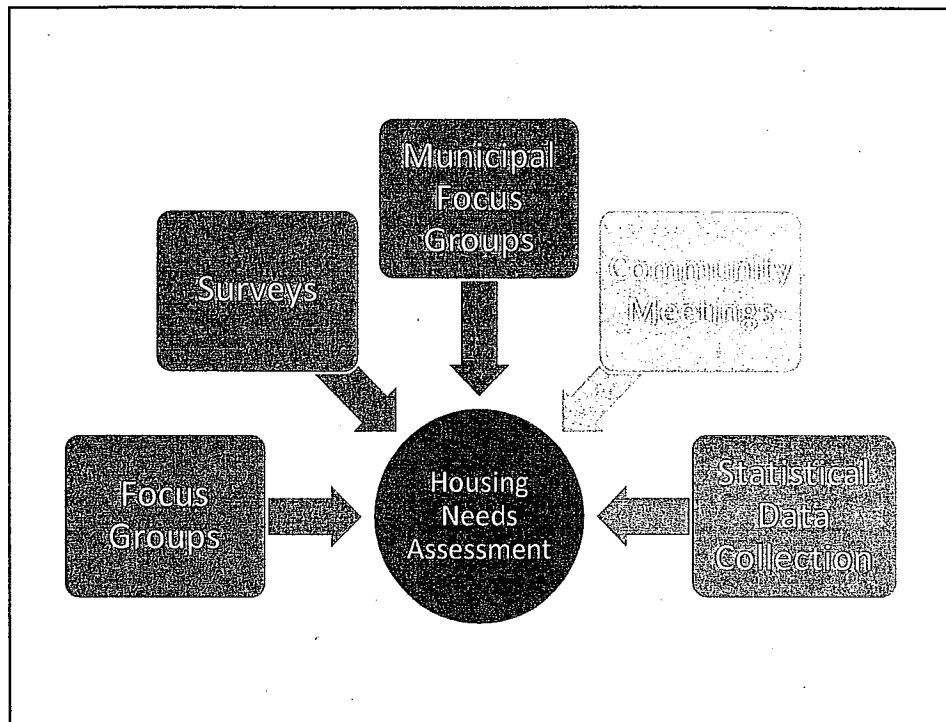 Municipal
Focus
Groups
Surveys
Community
Meetings
Focus
Groups
Housing
Needs
Assessment
Statistical
Data
Collection